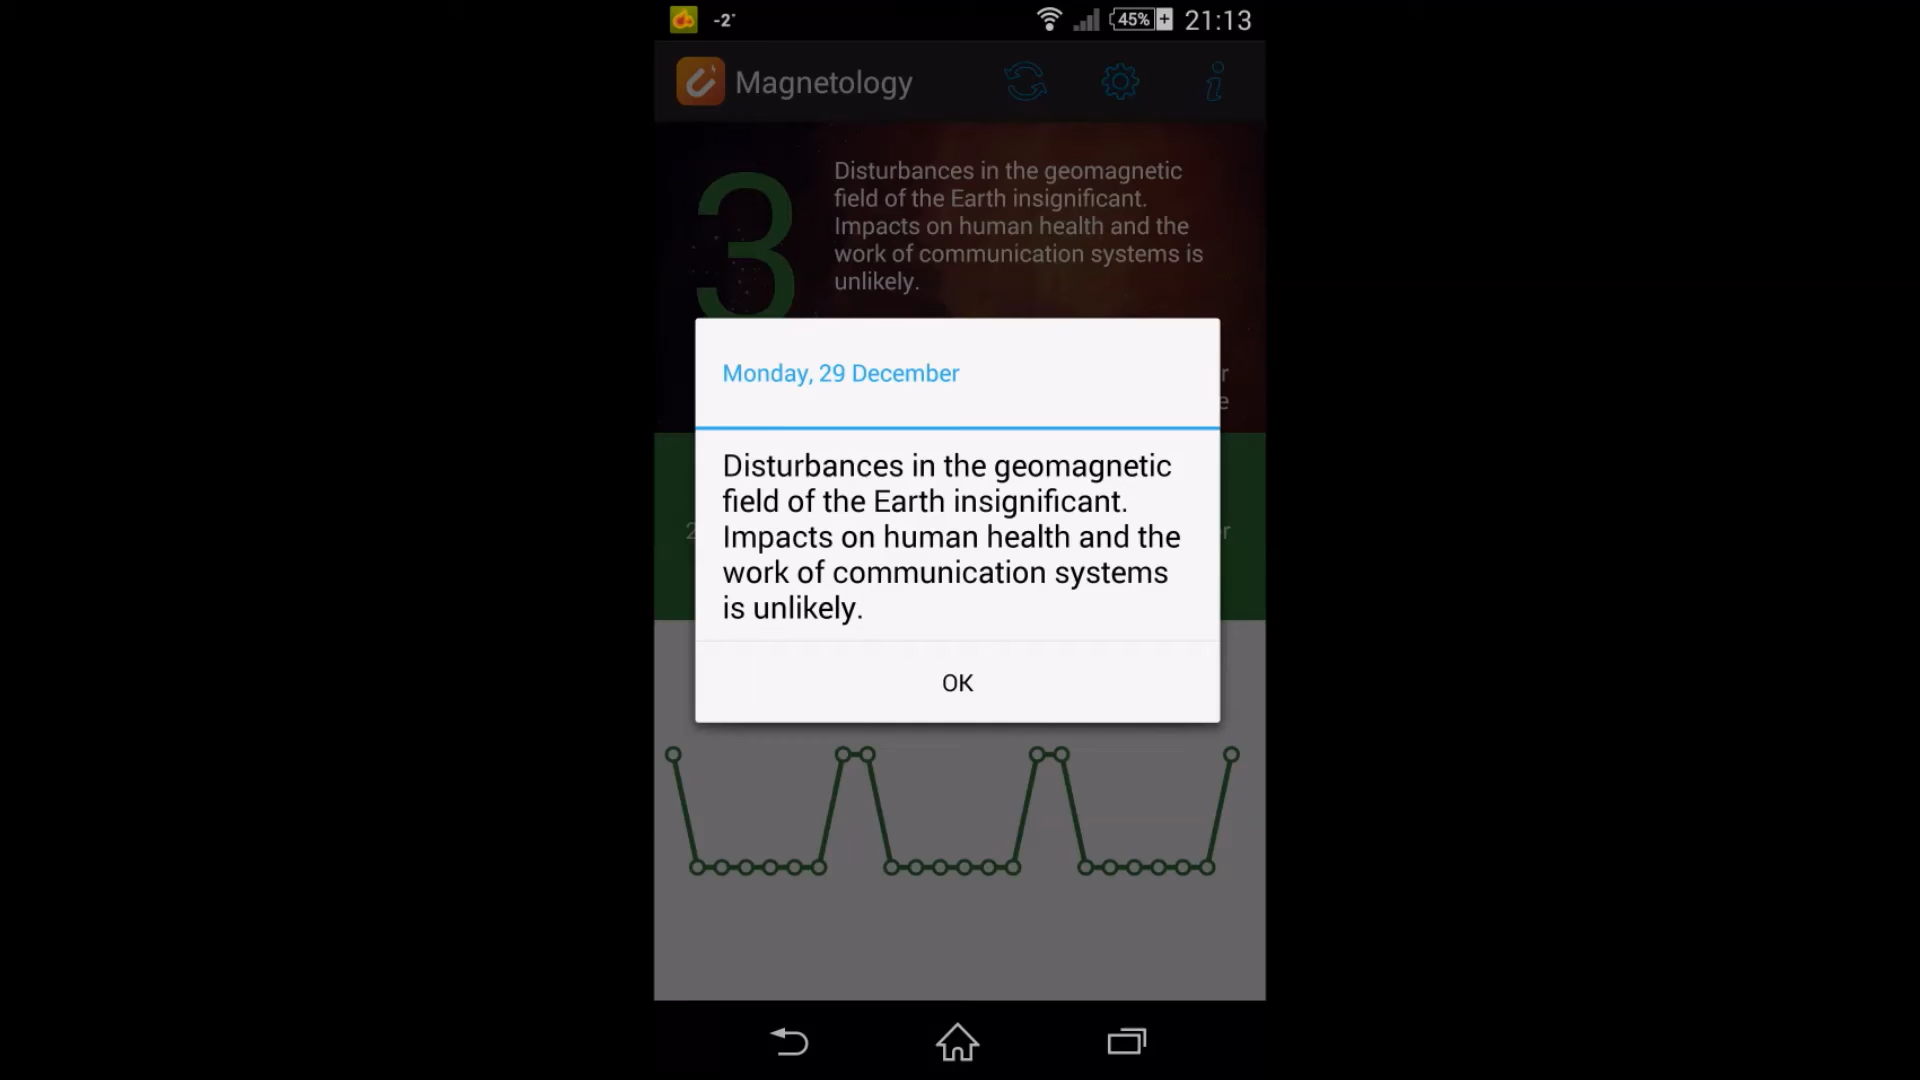 -2°
45%
21:13
Magnetology
3
Disturbances in the geomagnetic
field of the Earth insignificant.
Impacts on human health and the
work of communication systems is
unlikely.
Monday, 29 December
Disturbances in the geomagnetic
field of the Earth insignificant.
Impacts on human health and the
work of communication systems
is unlikely.
OK